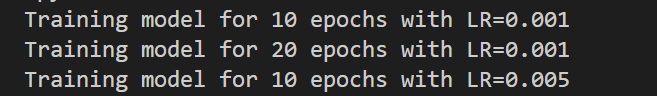 Training model for 10 epochs with LR=0.001
Training model for 20 epochs with LR=0.001
Training model for 10 epochs with LR=0.005